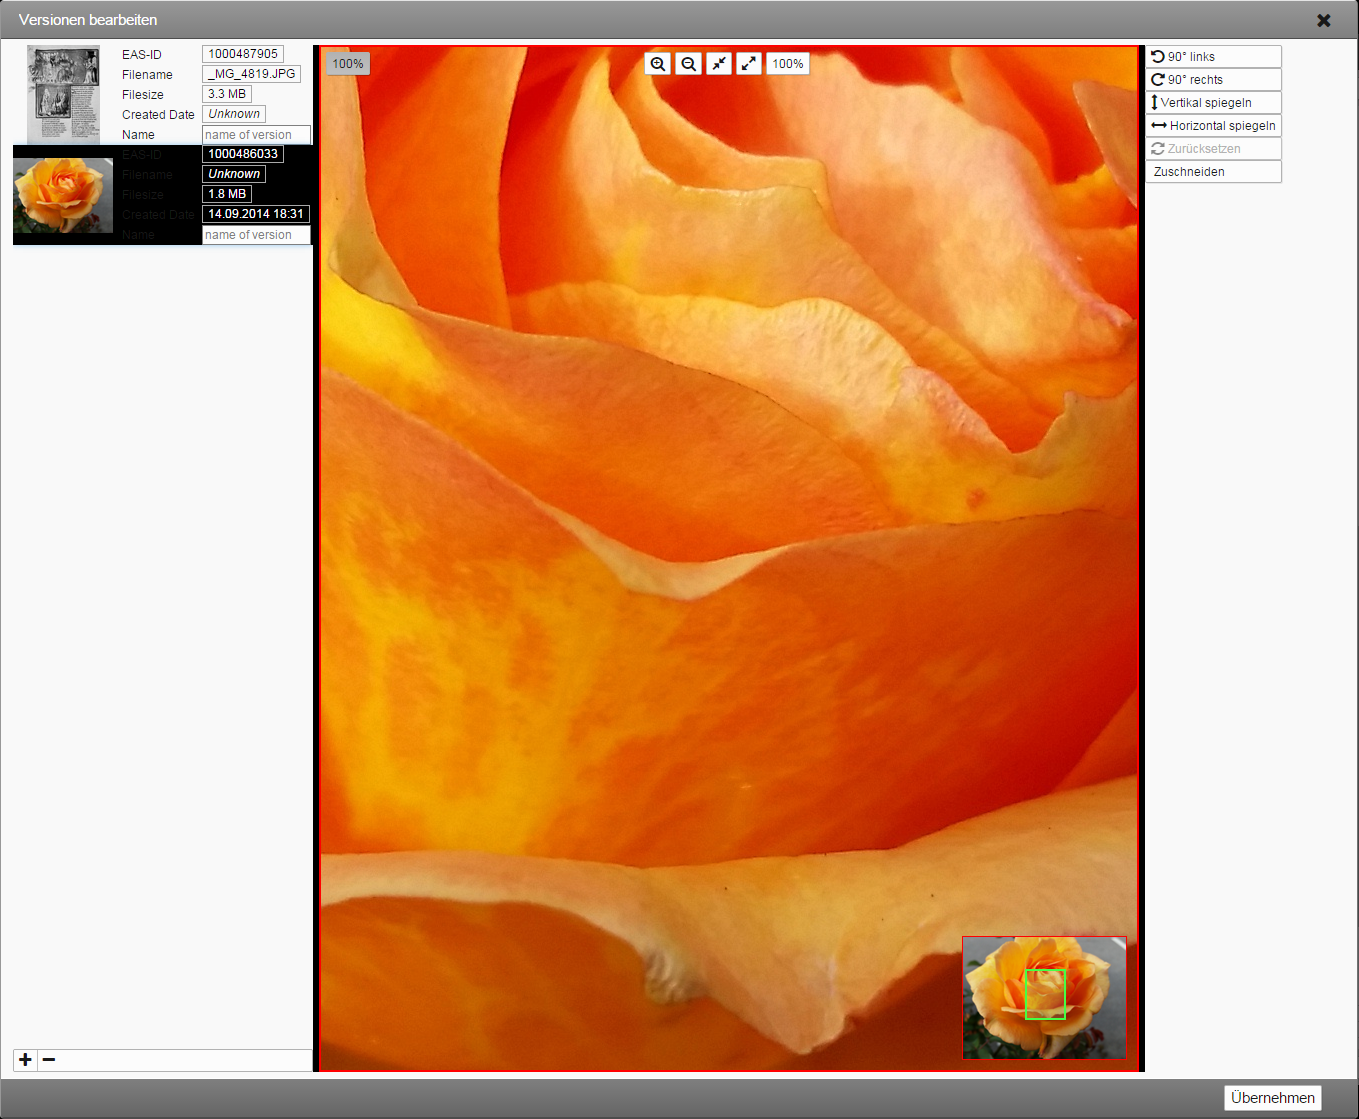 Versionen bearbeiten
EAS-ID 1000487905
Filename _MG_4819.JPG
Filesize 3.3 MB
Created Date Unknown
Name name of version
EAS-ID 1000486033
Filename Unknown
Filesize 1.8 MB
Created Date 14.09.2014 18:31
Name name of version
100%
100%
90° links
90° rechts
Vertikal spiegeln
Horizontal spiegeln
Zurücksetzen
Zuschneiden
Übernehmen